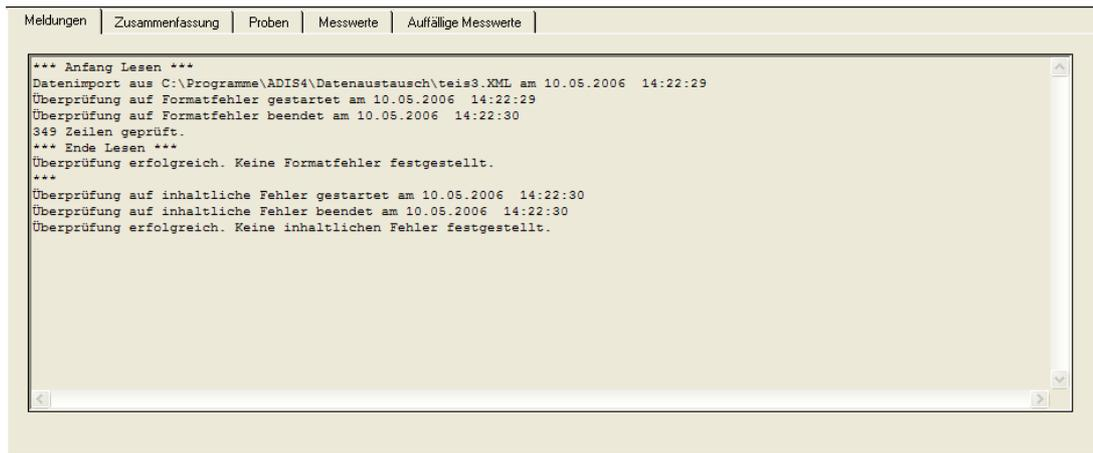 Meldungen Zusammenfassung Proben Messwerte Auffällige Messwerte
*** Anfang Lesen ***
Datenimport aus C:\Programme\ADIS4\Datenaustausch\teis3.XML am 10.05.2006  14:22:29
Überprüfung auf Formatfehler gestartet am 10.05.2006  14:22:29
Überprüfung auf Formatfehler beendet am 10.05.2006  14:22:30
349 Zeilen geprüft.
*** Ende Lesen ***
Überprüfung erfolgreich. Keine Formatfehler festgestellt.
***
Überprüfung auf inhaltliche Fehler gestartet am 10.05.2006  14:22:30
Überprüfung auf inhaltliche Fehler beendet am 10.05.2006  14:22:30
Überprüfung erfolgreich. Keine inhaltlichen Fehler festgestellt.